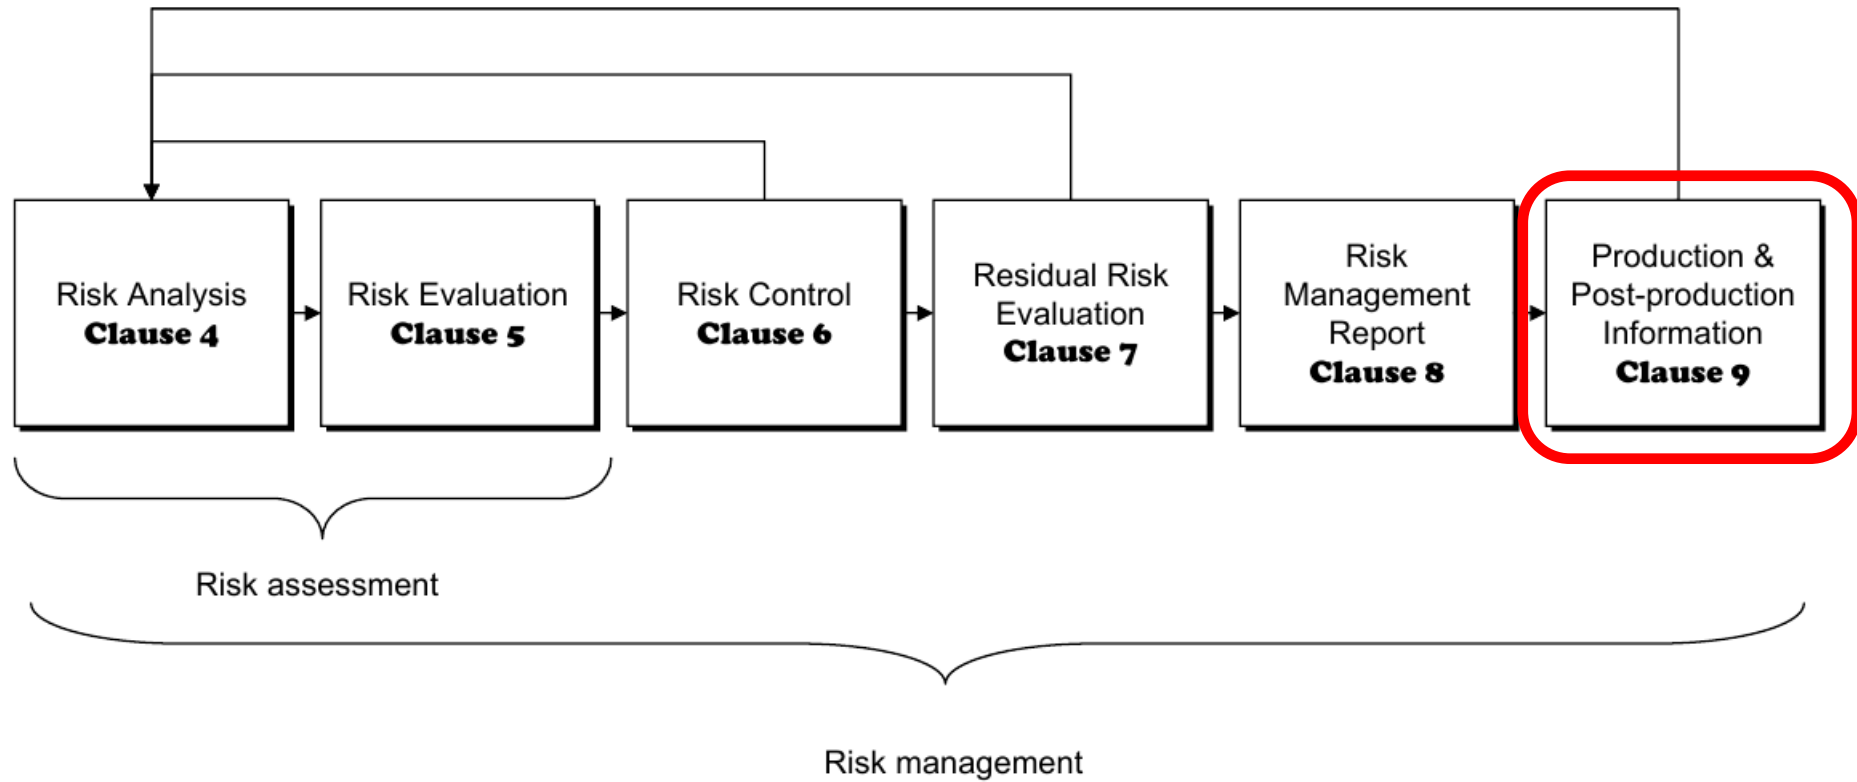 Risk Analysis
Clause 4
Risk Evaluation
Clause 5
Risk Control
Clause 6
Residual Risk
Evaluation
Clause 7
Risk
Management
Report
Clause 8
Production &
Post-production
Information
Clause 9
Risk assessment
Risk management